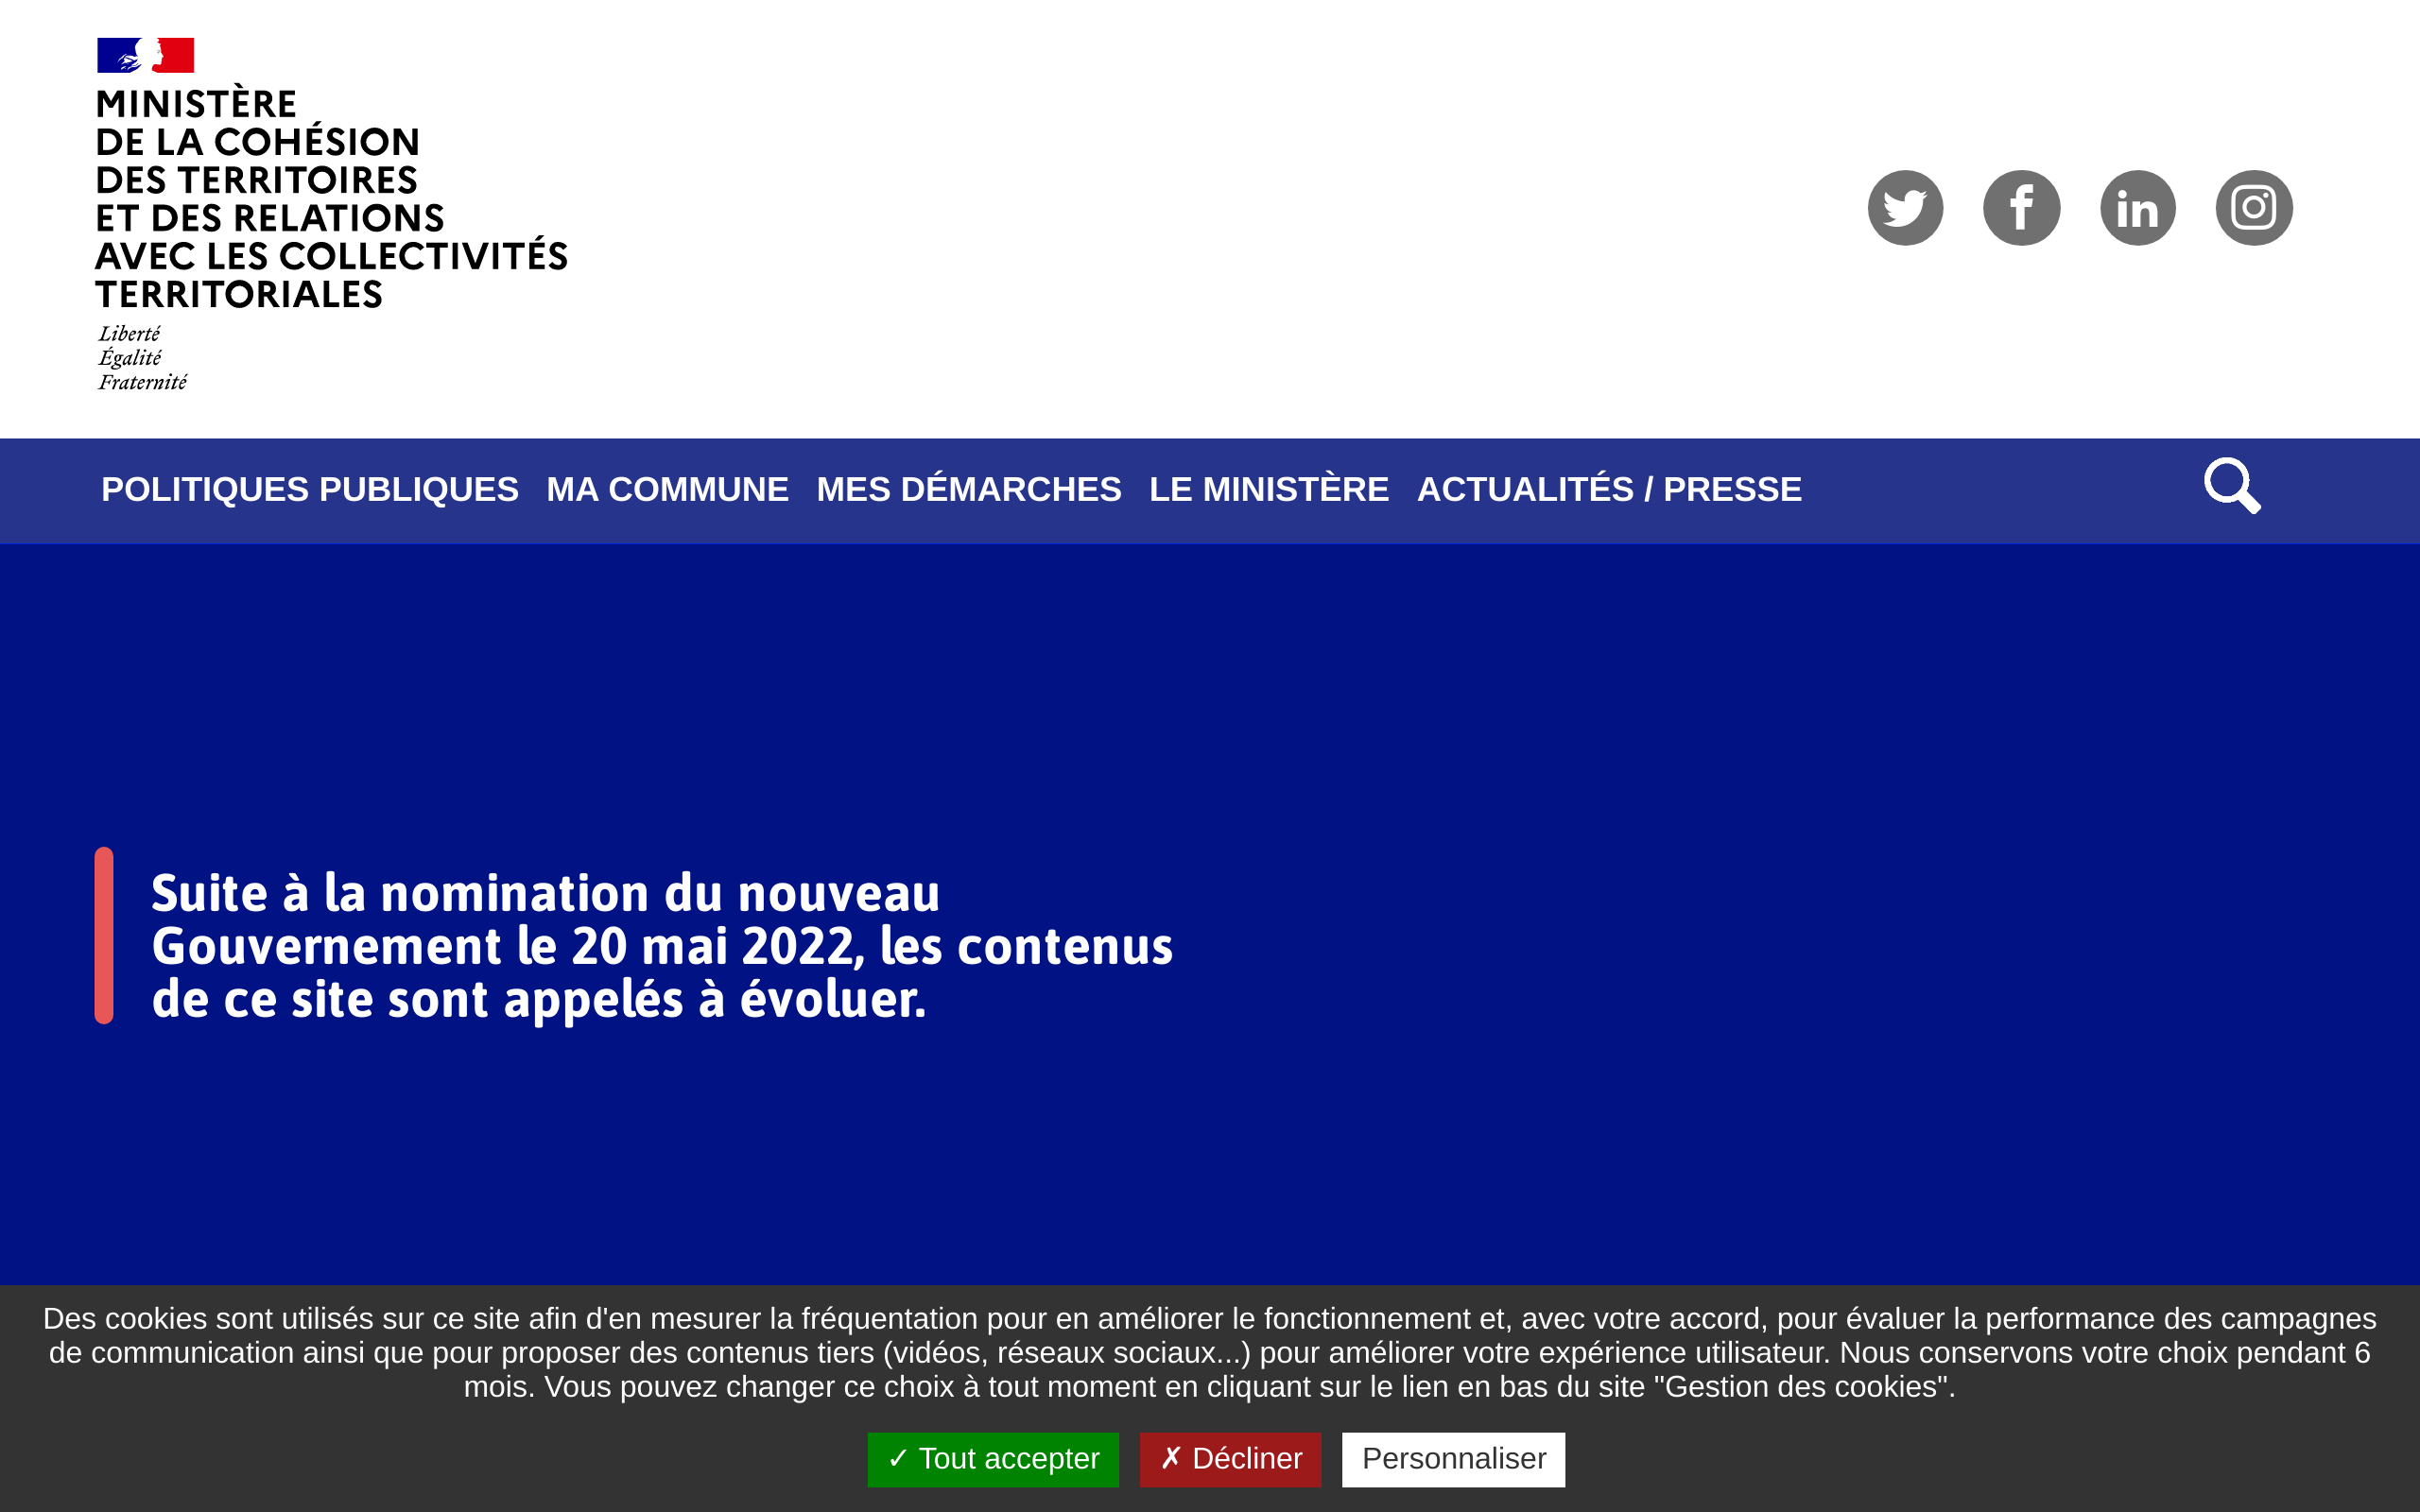 MINISTÈRE
DE LA COHÉSION
DES TERRITOIRES
ET DES RELATIONS
AVEC LES COLLECTIVITÉS
TERRITORIALES
Liberté
Égalité
Fraternité
POLITIQUES PUBLIQUES MA COMMUNE MES DÉMARCHES LE MINISTÈRE ACTUALITÉS / PRESSE
Suite à la nomination du nouveau
Gouvernement le 20 mai 2022, les contenus
de ce site sont appelés à évoluer.
Des cookies sont utilisés sur ce site afin d'en mesurer la fréquentation pour en améliorer le fonctionnement et, avec votre accord, pour évaluer la performance des campagnes
de communication ainsi que pour proposer des contenus tiers (vidéos, réseaux sociaux...) pour améliorer votre expérience utilisateur. Nous conservons votre choix pendant 6
mois. Vous pouvez changer ce choix à tout moment en cliquant sur le lien en bas du site "Gestion des cookies".
✓ Tout accepter ✗ Décliner Personnaliser